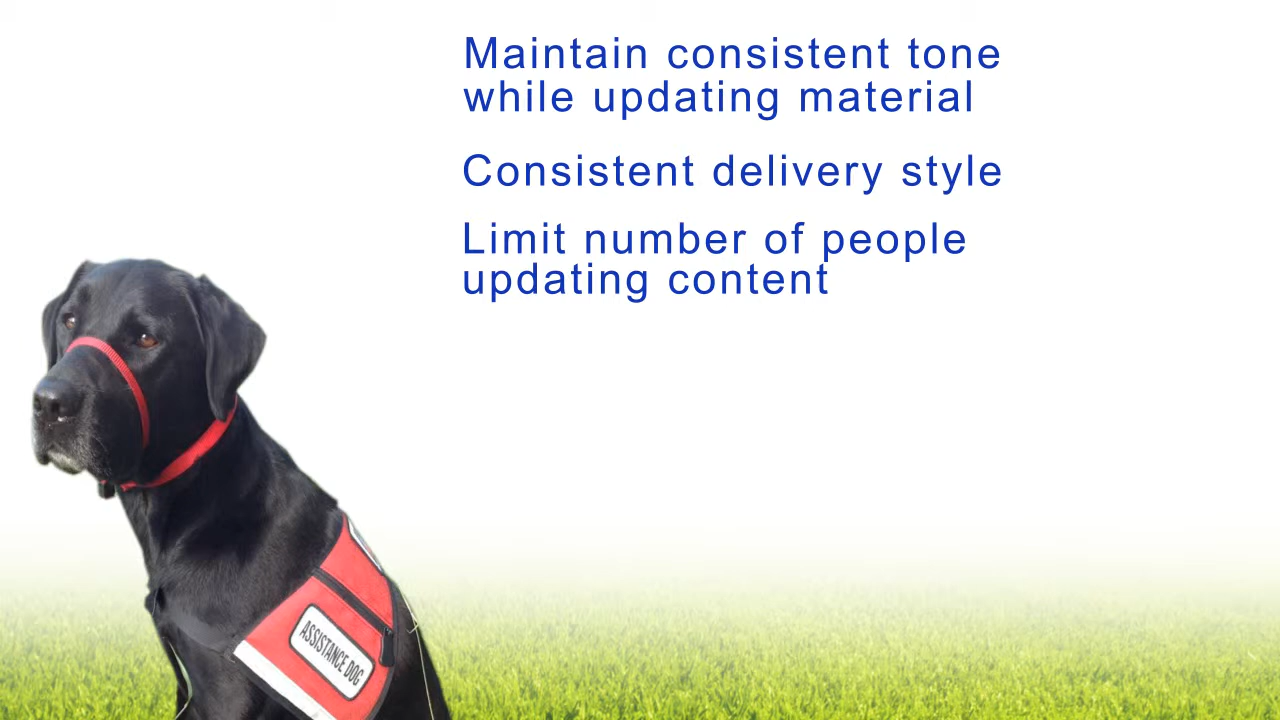 Maintain consistent tone
while updating material
Consistent delivery style
Limit number of people
updating content
ASSISTANCE DOG